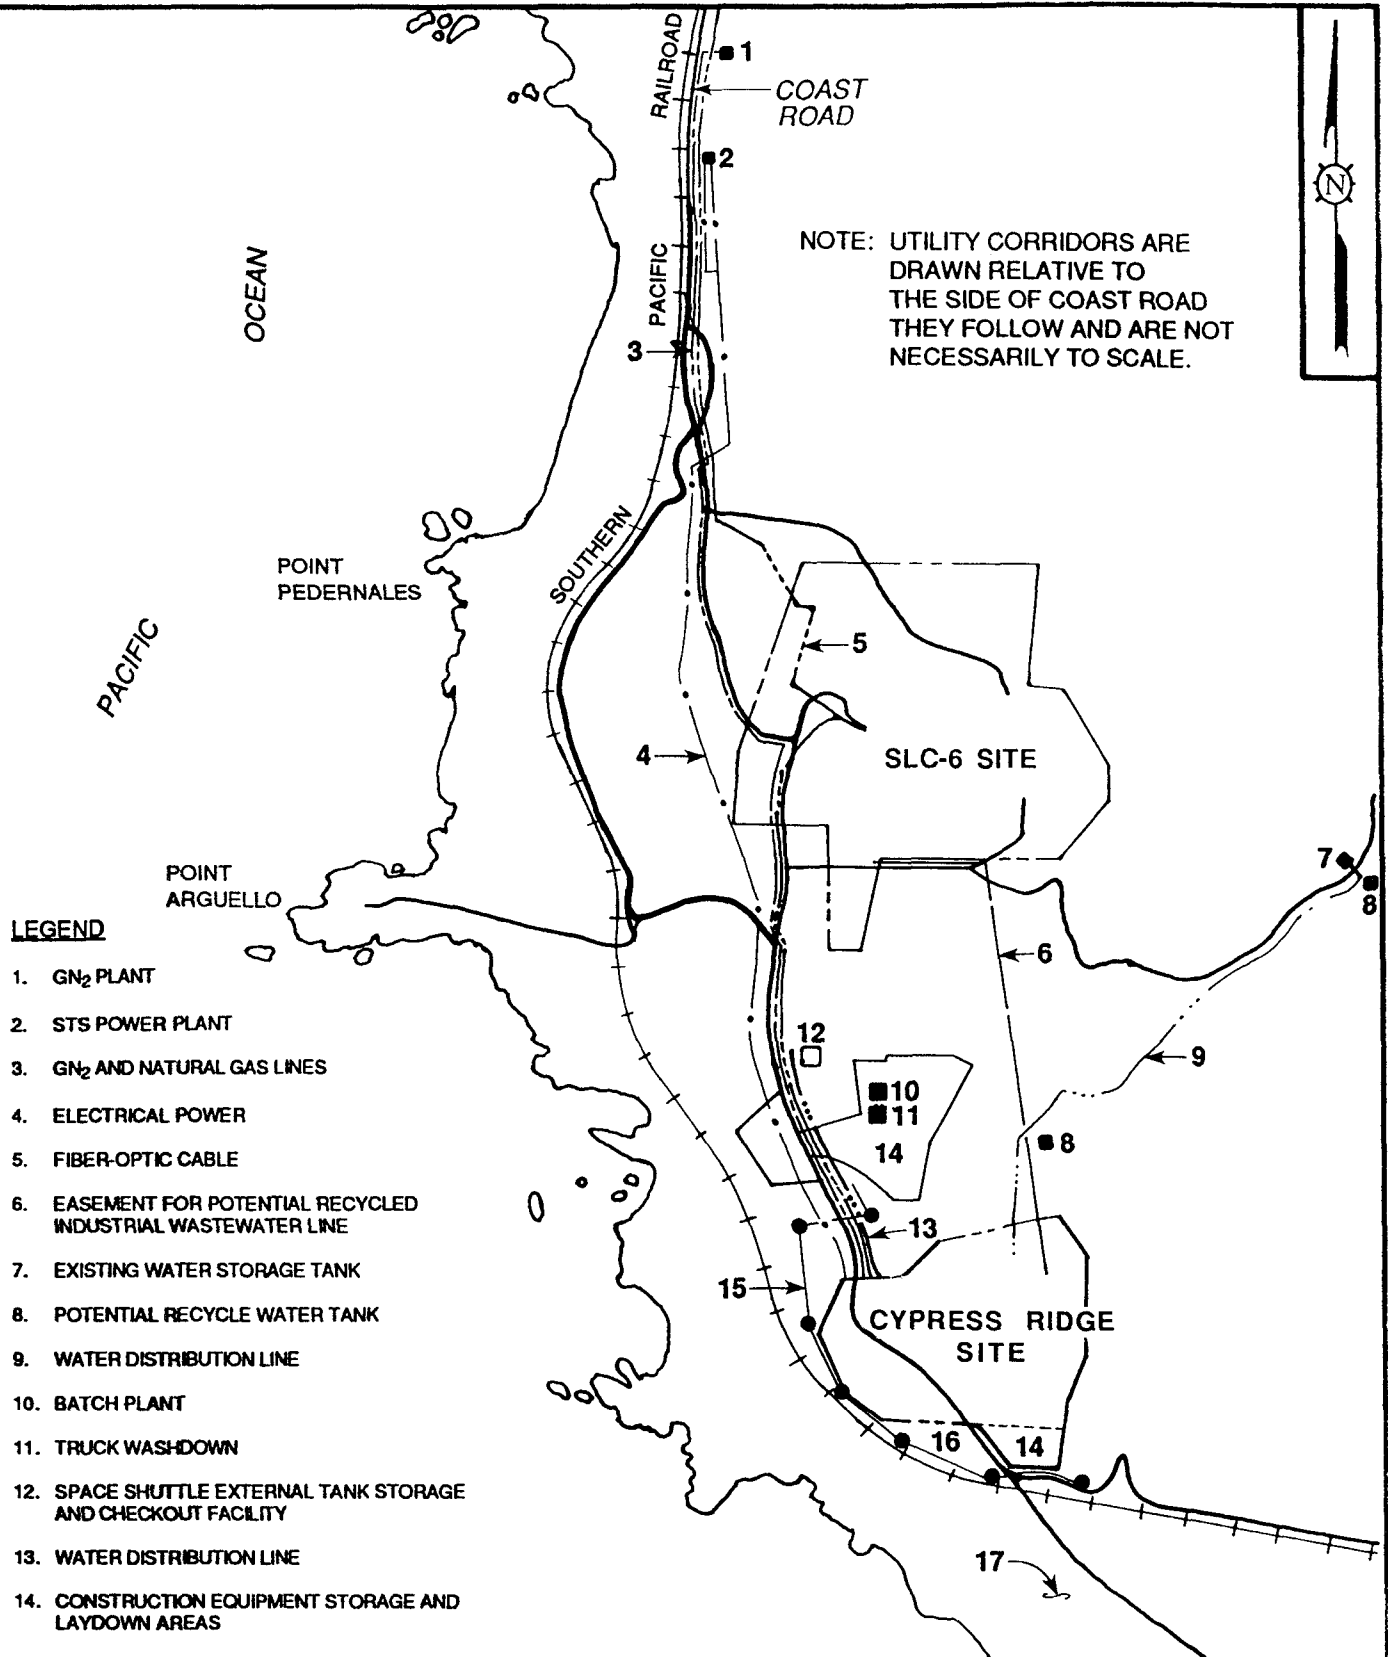 RAILROAD
1
COAST
ROAD
2
N
OCEAN
NOTE: UTILITY CORRIDORS ARE
DRAWN RELATIVE TO
THE SIDE OF COAST ROAD
THEY FOLLOW AND ARE NOT
NECESSARILY TO SCALE.
PACIFIC
3
SOUTHERN
POINT
PEDERNALES
PACIFIC
5
4
SLC-6 SITE
7
8
POINT
ARGUELLO
6
9
12
10
11
14
8
13
15
CYPRESS RIDGE
SITE
16
14
17
LEGEND
1. GN2 PLANT
2. STS POWER PLANT
3. GN2 AND NATURAL GAS LINES
4. ELECTRICAL POWER
5. FIBER-OPTIC CABLE
6. EASEMENT FOR POTENTIAL RECYCLED
INDUSTRIAL WASTEWATER LINE
7. EXISTING WATER STORAGE TANK
8. POTENTIAL RECYCLE WATER TANK
9. WATER DISTRIBUTION LINE
10. BATCH PLANT
11. TRUCK WASHDOWN
12. SPACE SHUTTLE EXTERNAL TANK STORAGE
AND CHECKOUT FACILITY
13. WATER DISTRIBUTION LINE
14. CONSTRUCTION EQUIPMENT STORAGE AND
LAYDOWN AREAS